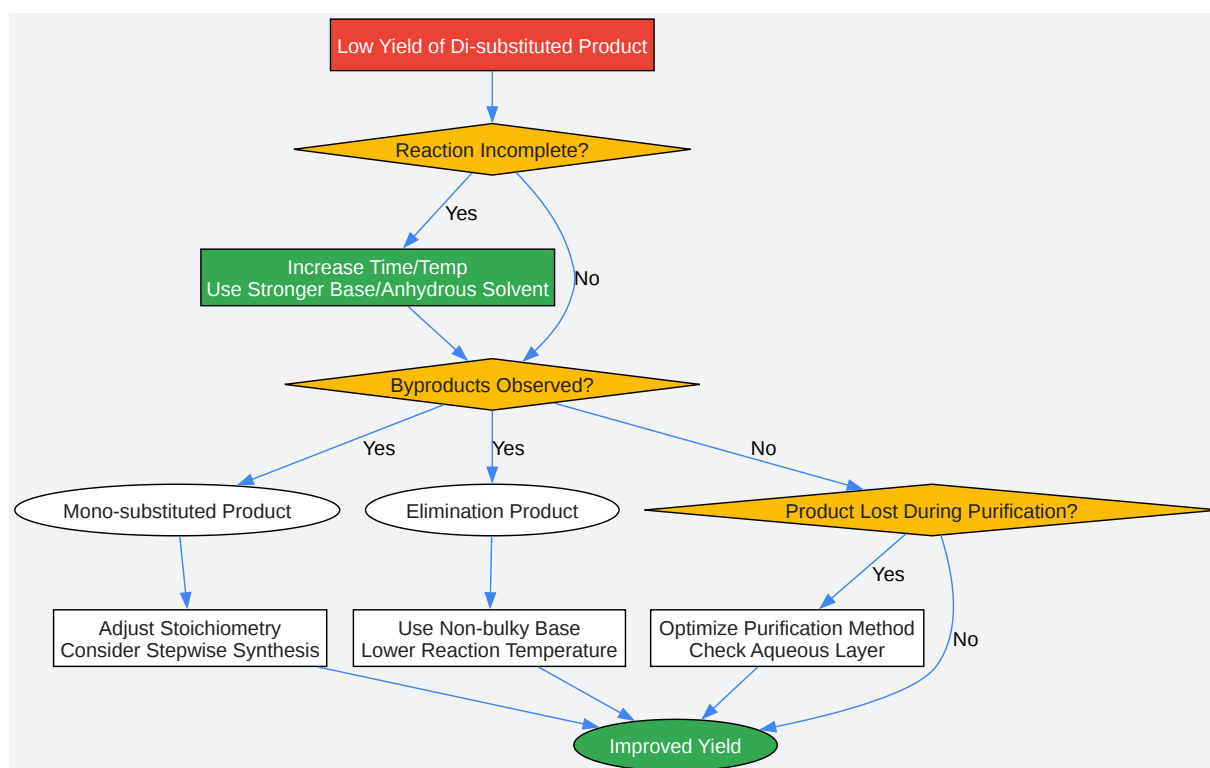 Low Yield of Di-substituted Product
Reaction Incomplete?
Yes
Increase Time/Temp
Use Stronger Base/Anhydrous Solvent
No
Byproducts Observed?
Yes
Yes
No
Mono-substituted Product
Elimination Product
Product Lost During Purification?
Yes
Adjust Stoichiometry
Consider Stepwise Synthesis
Use Non-bulky Base
Lower Reaction Temperature
Optimize Purification Method
Check Aqueous Layer
No
Improved Yield